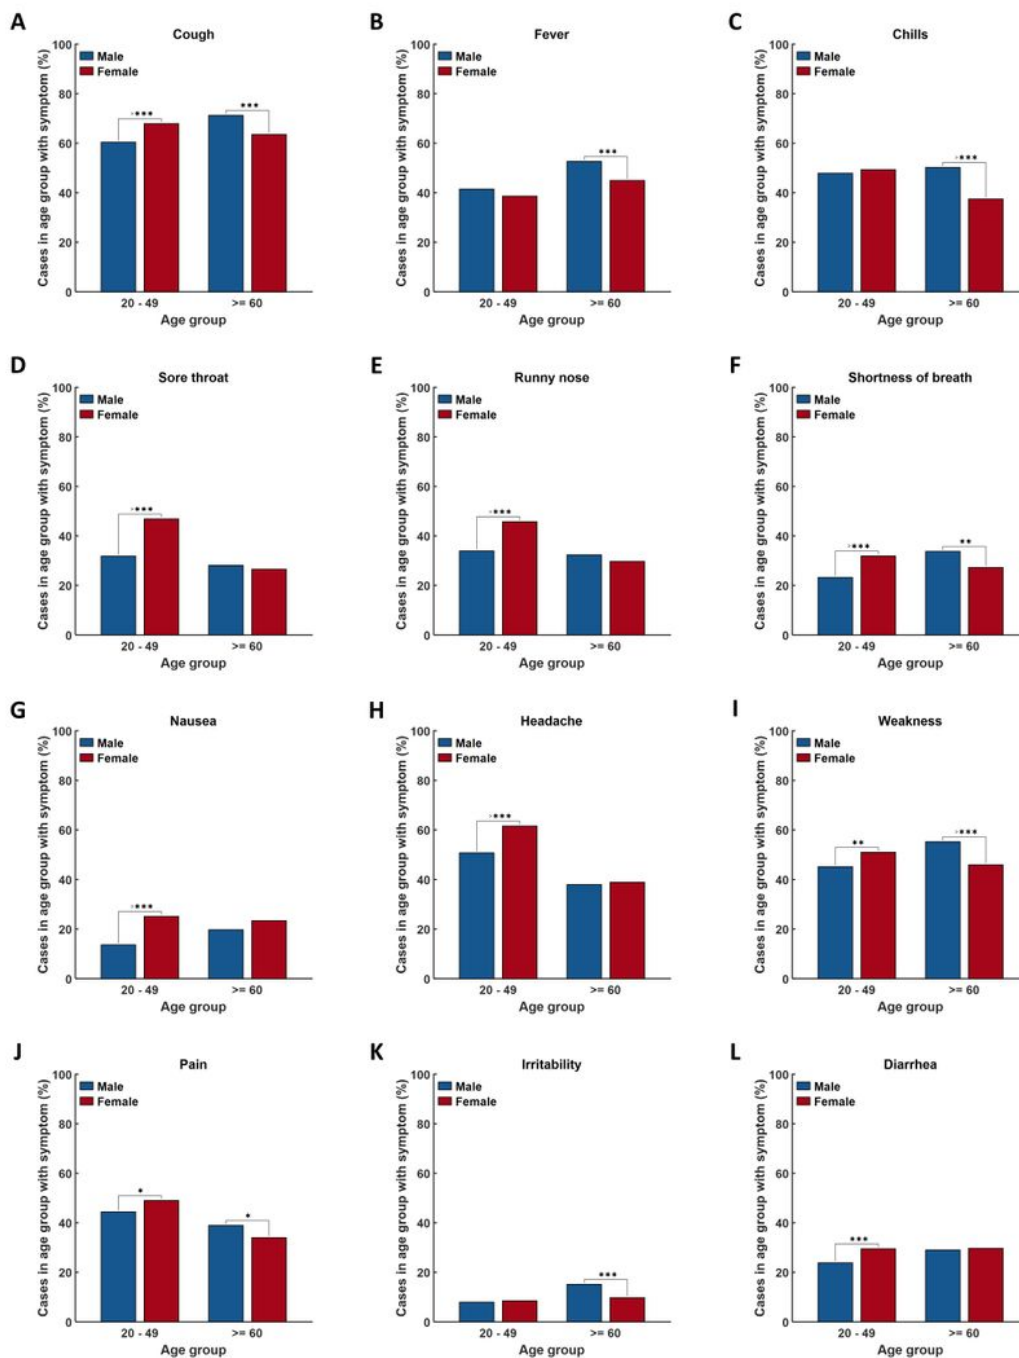 A
Cough
Cases in age group with symptom (%)
100
80
60
40
20
0
Male
Female
***
***
20 - 49
>= 60
Age group
B
Fever
Cases in age group with symptom (%)
100
80
60
40
20
0
Male
Female
***
20 - 49
>= 60
Age group
C
Chills
Cases in age group with symptom (%)
100
80
60
40
20
0
Male
Female
***
20 - 49
>= 60
Age group
D
Sore throat
Cases in age group with symptom (%)
100
80
60
40
20
0
Male
Female
***
20 - 49
>= 60
Age group
E
Runny nose
Cases in age group with symptom (%)
100
80
60
40
20
0
Male
Female
***
20 - 49
>= 60
Age group
F
Shortness of breath
Cases in age group with symptom (%)
100
80
60
40
20
0
Male
Female
***
**
20 - 49
>= 60
Age group
G
Nausea
Cases in age group with symptom (%)
100
80
60
40
20
0
Male
Female
***
20 - 49
>= 60
Age group
H
Headache
Cases in age group with symptom (%)
100
80
60
40
20
0
Male
Female
***
20 - 49
>= 60
Age group
I
Weakness
Cases in age group with symptom (%)
100
80
60
40
20
0
Male
Female
**
***
20 - 49
>= 60
Age group
J
Pain
Cases in age group with symptom (%)
100
80
60
40
20
0
Male
Female
*
*
20 - 49
>= 60
Age group
K
Irritability
Cases in age group with symptom (%)
100
80
60
40
20
0
Male
Female
***
20 - 49
>= 60
Age group
L
Diarrhea
Cases in age group with symptom (%)
100
80
60
40
20
0
Male
Female
***
20 - 49
>= 60
Age group